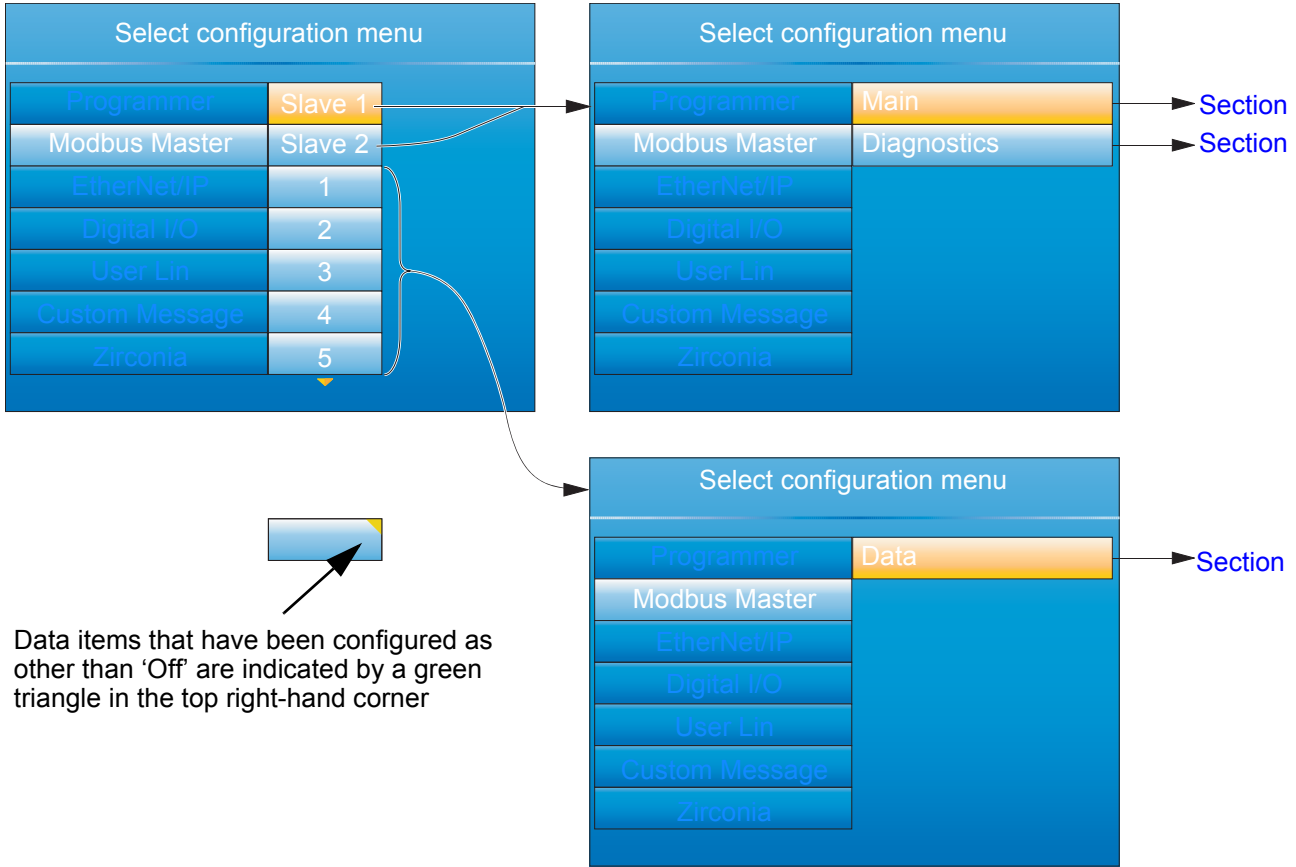 Select configuration menu
Programmer
Slave 1
Modbus Master
Slave 2
EtherNet/IP
1
Digital I/O
2
User Lin
3
Custom Message
4
Zirconia
5
Select configuration menu
Programmer
Main
Section
Modbus Master
Diagnostics
Section
EtherNet/IP
Digital I/O
User Lin
Custom Message
Zirconia
Select configuration menu
Programmer
Data
Section
Modbus Master
EtherNet/IP
Digital I/O
User Lin
Custom Message
Zirconia
Data items that have been configured as
other than ‘Off’ are indicated by a green
triangle in the top right-hand corner